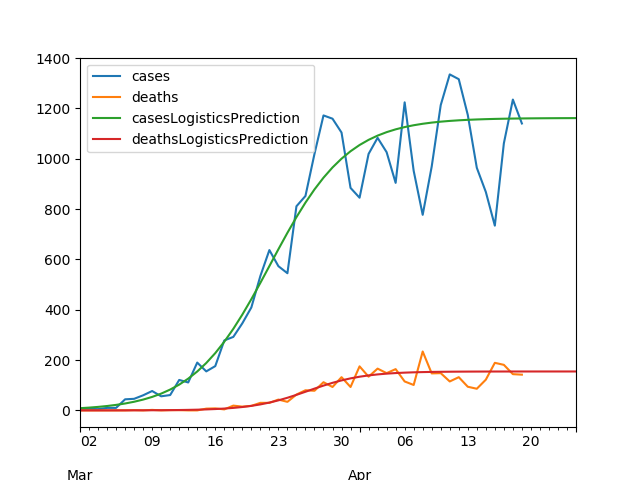 1400
1200
1000
800
600
400
200
0
cases
deaths
casesLogisticsPrediction
deathsLogisticsPrediction
02 09 16 23 30 06 13 20
Mar Apr